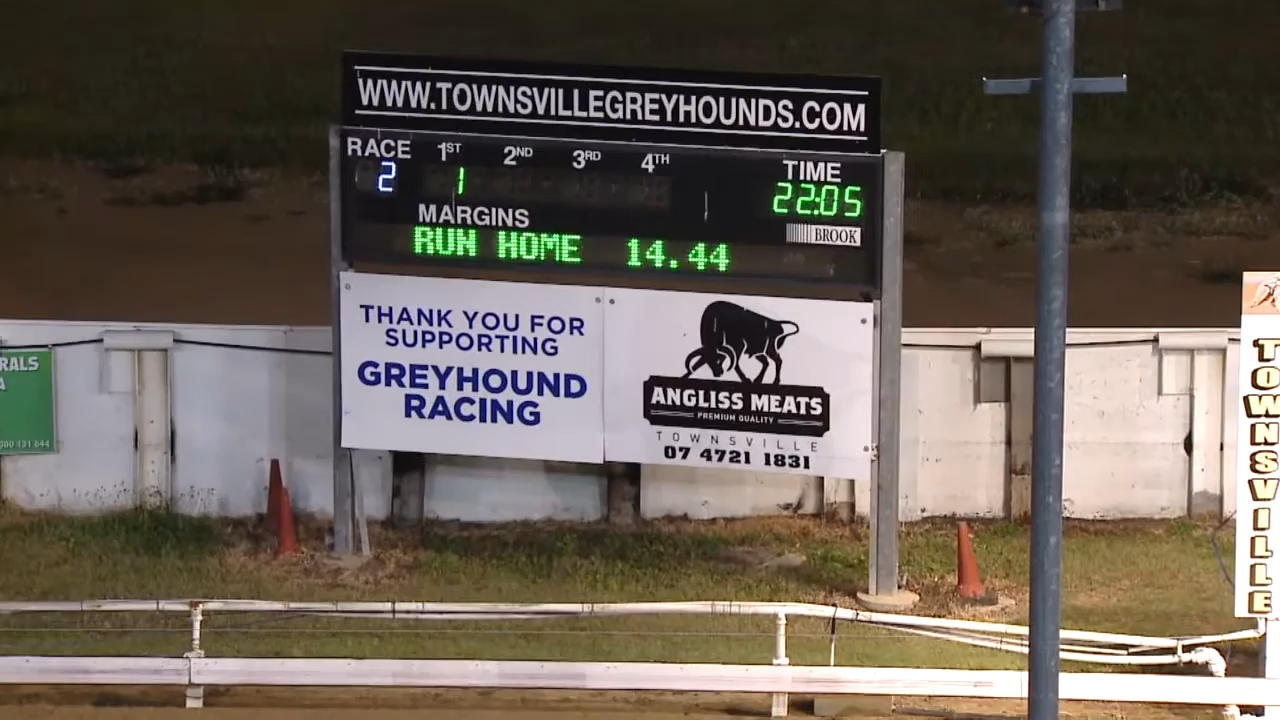 WWW.TOWNSVILLEGREYHOUNDS.COM
RACE 1ST 2ND 3RD 4TH TIME
2 1 22.05
MARGINS
BROOK
RUN HOME 14.44
THANK YOU FOR
SUPPORTING
GREYHOUND
RACING
ANGLISS MEATS
PREMIUM QUALITY
TOWNSVILLE
07 4721 1831
RALS
A
TOWNSVILLE